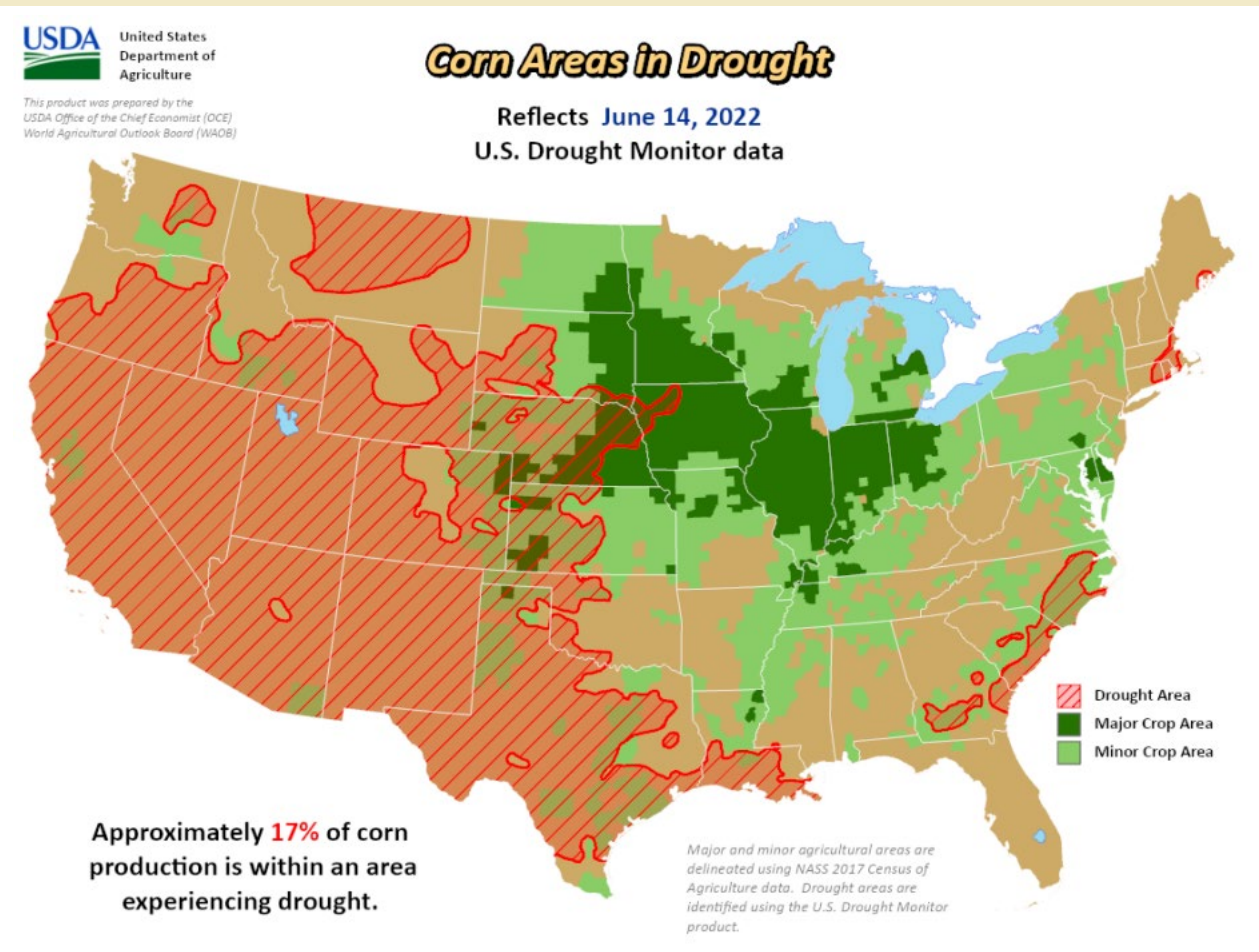 USDA
United States
Department of
Agriculture
This product was prepared by the
USDA Office of the Chief Economist (OCE)
World Agricultural Outlook Board (WAOB)
Corn Areas in Drought
Reflects June 14, 2022
U.S. Drought Monitor data
Drought Area
Major Crop Area
Minor Crop Area
Approximately 17% of corn
production is within an area
experiencing drought.
Major and minor agricultural areas are
delineated using NASS 2017 Census of
Agriculture data. Drought areas are
identified using the U.S. Drought Monitor
product.